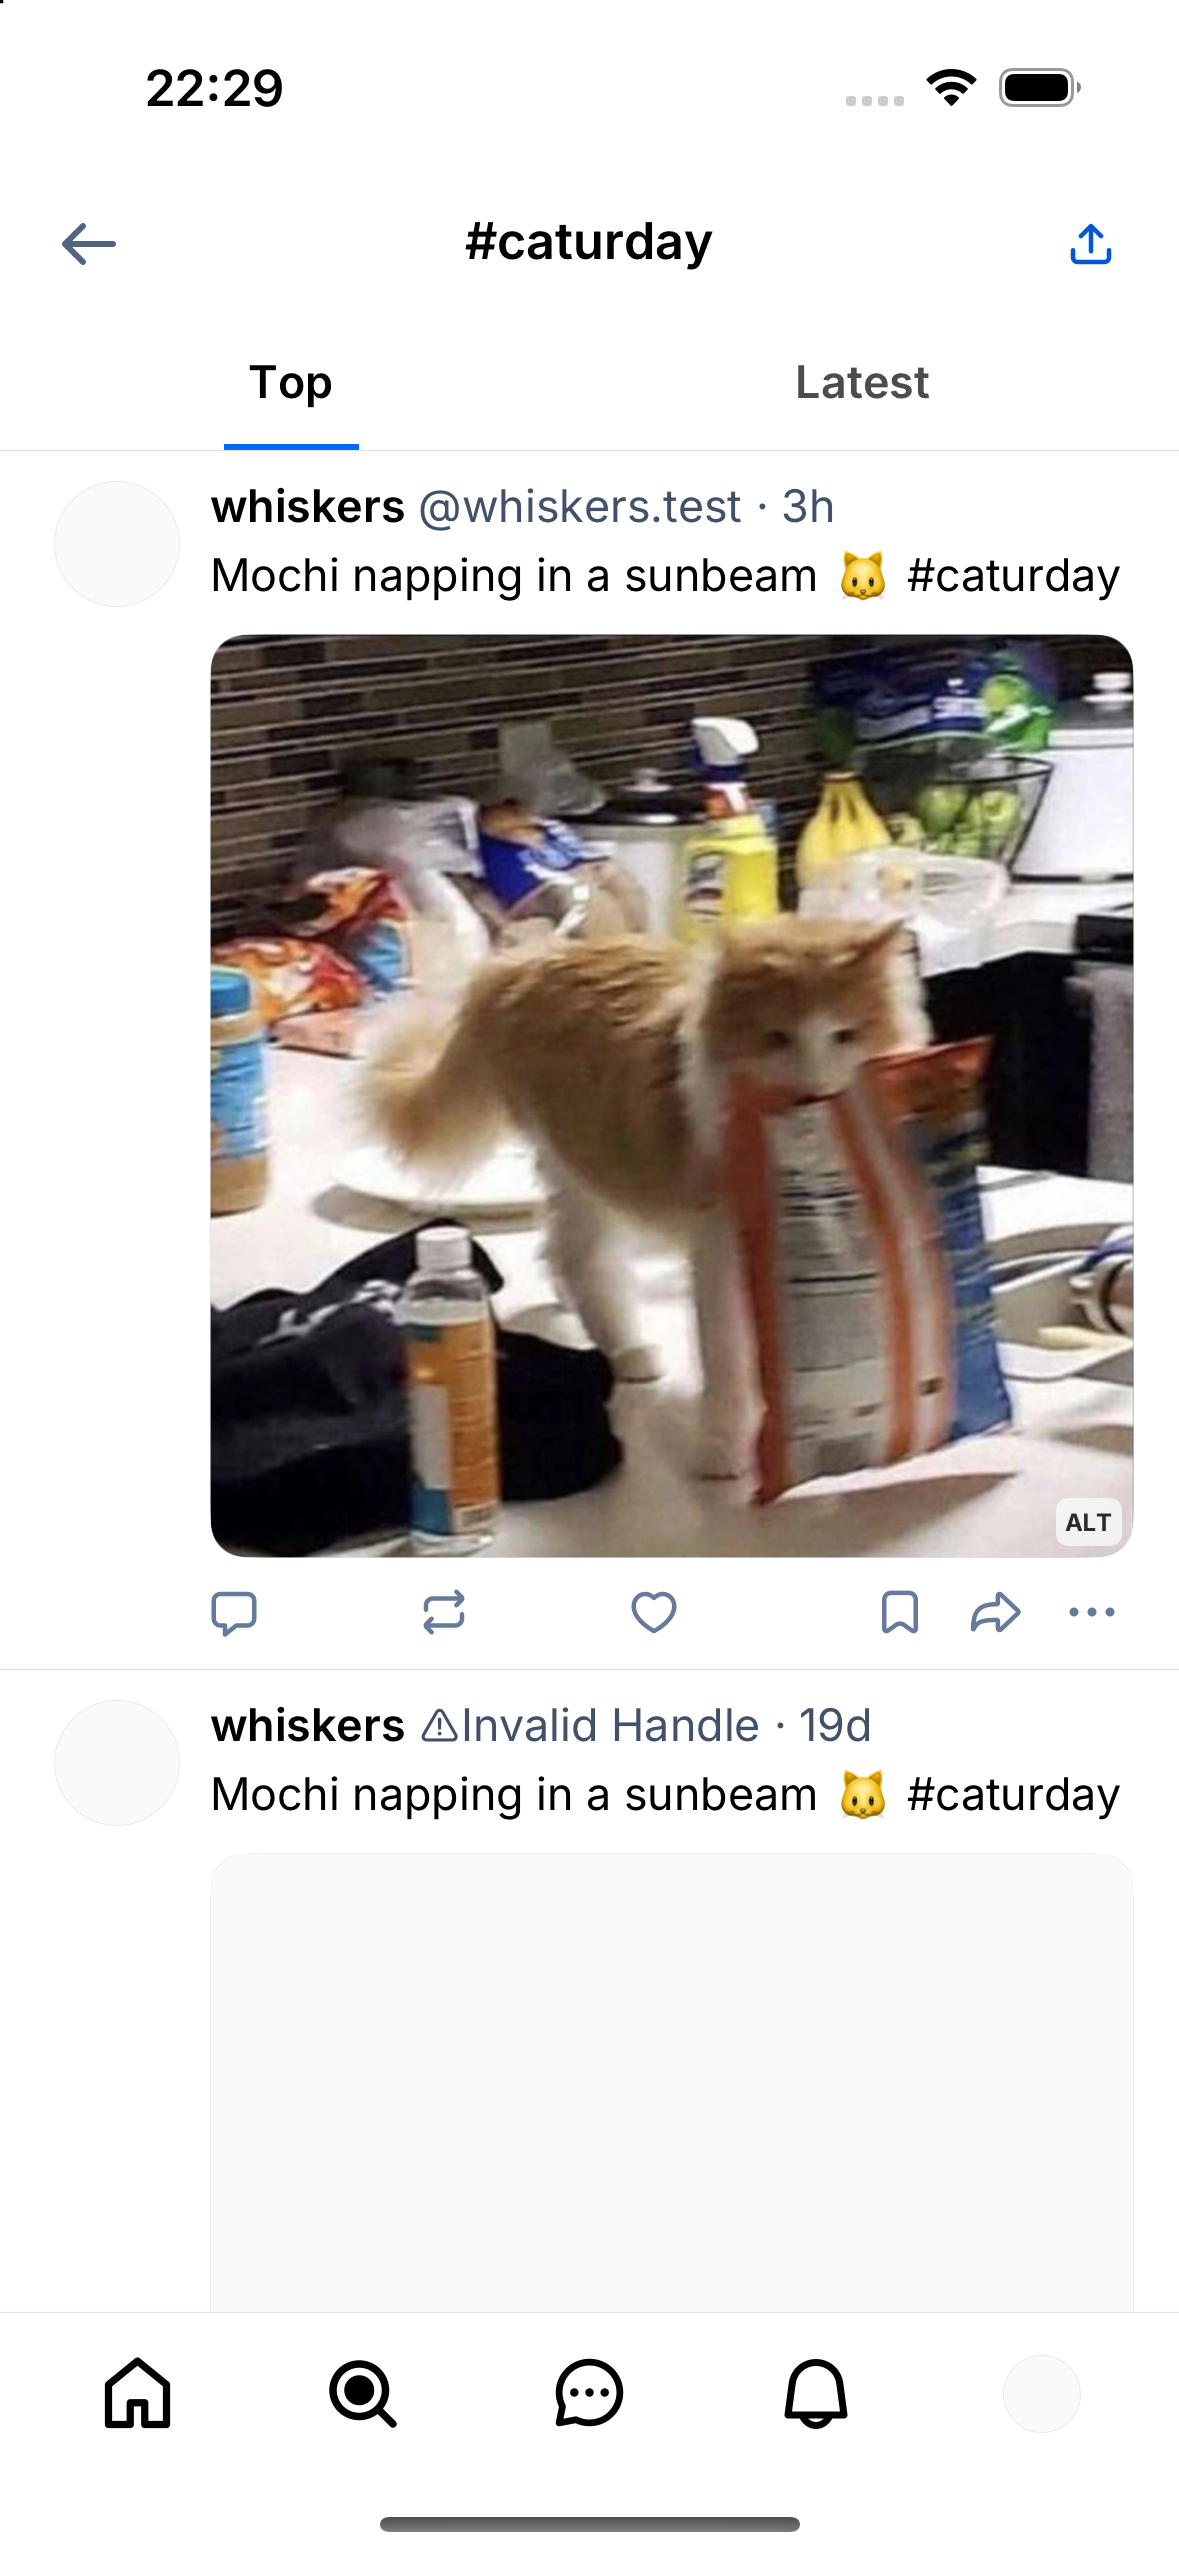 22:29
#caturday
Top
Latest
whiskers @whiskers.test · 3h
Mochi napping in a sunbeam 🐱 #caturday
ALT
whiskers ⚠Invalid Handle · 19d
Mochi napping in a sunbeam 🐱 #caturday